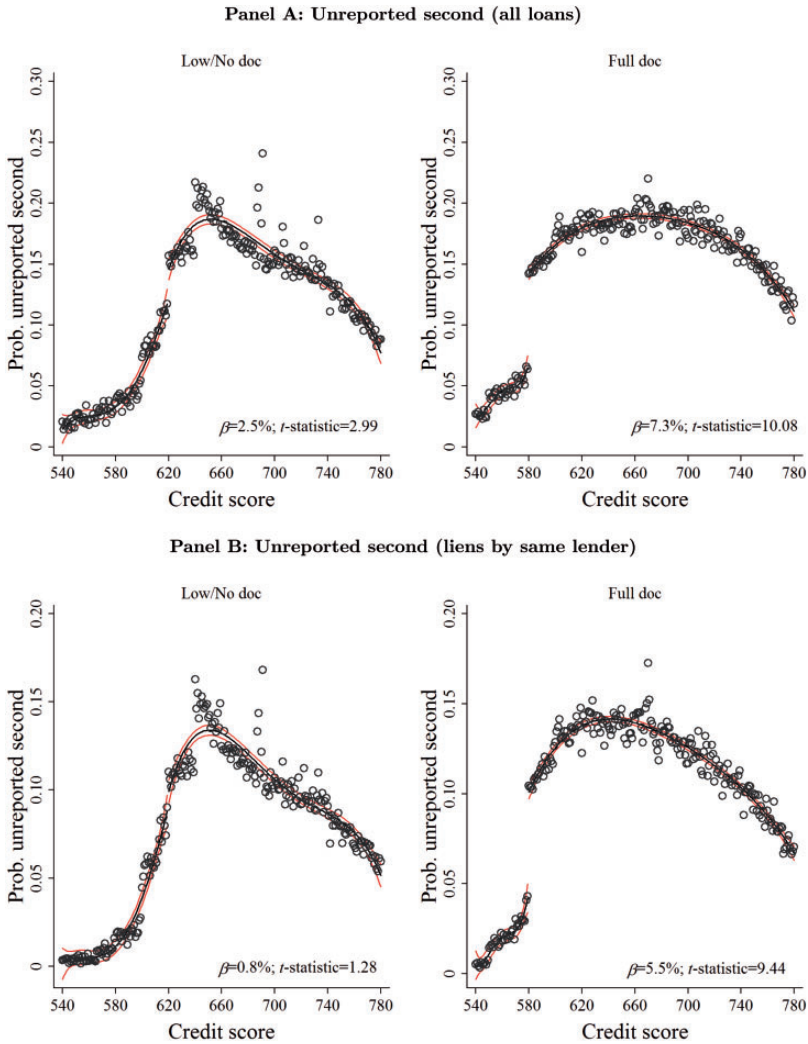 Panel A: Unreported second (all loans)
Low/No doc
Prob. unreported second
0.30
0.25
0.20
0.15
0.10
0.05
0
β=2.5%; t-statistic=2.99
540 580 620 660 700 740 780
Credit score
Full doc
Prob. unreported second
0.30
0.25
0.20
0.15
0.10
0.05
0
β=7.3%; t-statistic=10.08
540 580 620 660 700 740 780
Credit score
Panel B: Unreported second (liens by same lender)
Low/No doc
Prob. unreported second
0.20
0.15
0.10
0.05
0
β=0.8%; t-statistic=1.28
540 580 620 660 700 740 780
Credit score
Full doc
Prob. unreported second
0.20
0.15
0.10
0.05
0
β=5.5%; t-statistic=9.44
540 580 620 660 700 740 780
Credit score